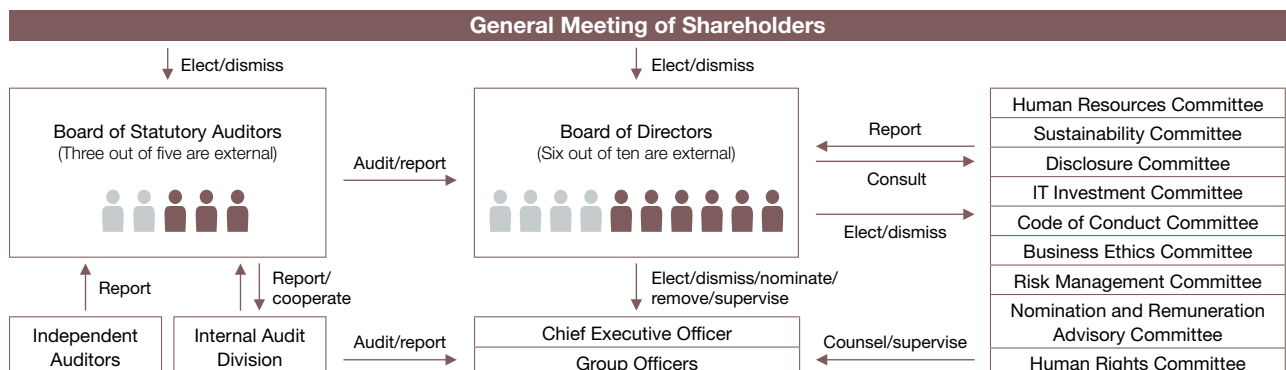 General Meeting of Shareholders
Elect/dismiss
Elect/dismiss
Board of Statutory Auditors
(Three out of five are external)
Audit/report
Board of Directors
(Six out of ten are external)
Report
Consult
Elect/dismiss
Human Resources Committee
Sustainability Committee
Disclosure Committee
IT Investment Committee
Code of Conduct Committee
Business Ethics Committee
Risk Management Committee
Nomination and Remuneration
Advisory Committee
Human Rights Committee
Report
Report/
cooperate
Elect/dismiss/nominate/
remove/supervise
Independent
Auditors
Internal Audit
Division
Audit/report
Chief Executive Officer
Group Officers
Counsel/supervise